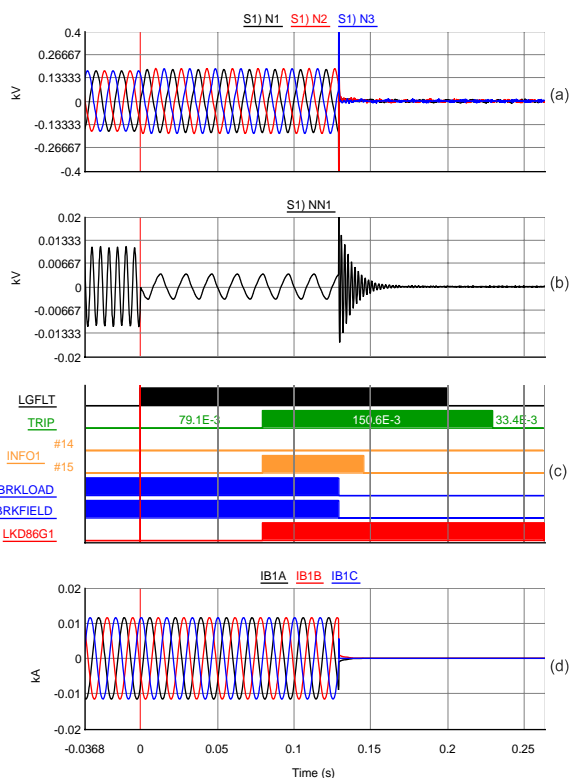 S1) N1 S1) N2 S1) N3
0.4
0.26667
0.13333
0
-0.13333
-0.26667
-0.4
kV
(a)
S1) NN1
0.02
0.01333
0.00667
0
-0.00667
-0.01333
-0.02
kV
(b)
LGFLT
TRIP 79.1E-3 150.6E-3 33.4E-3
#14
INFO1
#15
BRKLOAD
BRKFIELD
LKD86G1
(c)
IB1A IB1B IB1C
0.02
0.01
0
-0.01
-0.02
kA
(d)
-0.0368 0 0.05 0.1 0.15 0.2 0.25
Time (s)